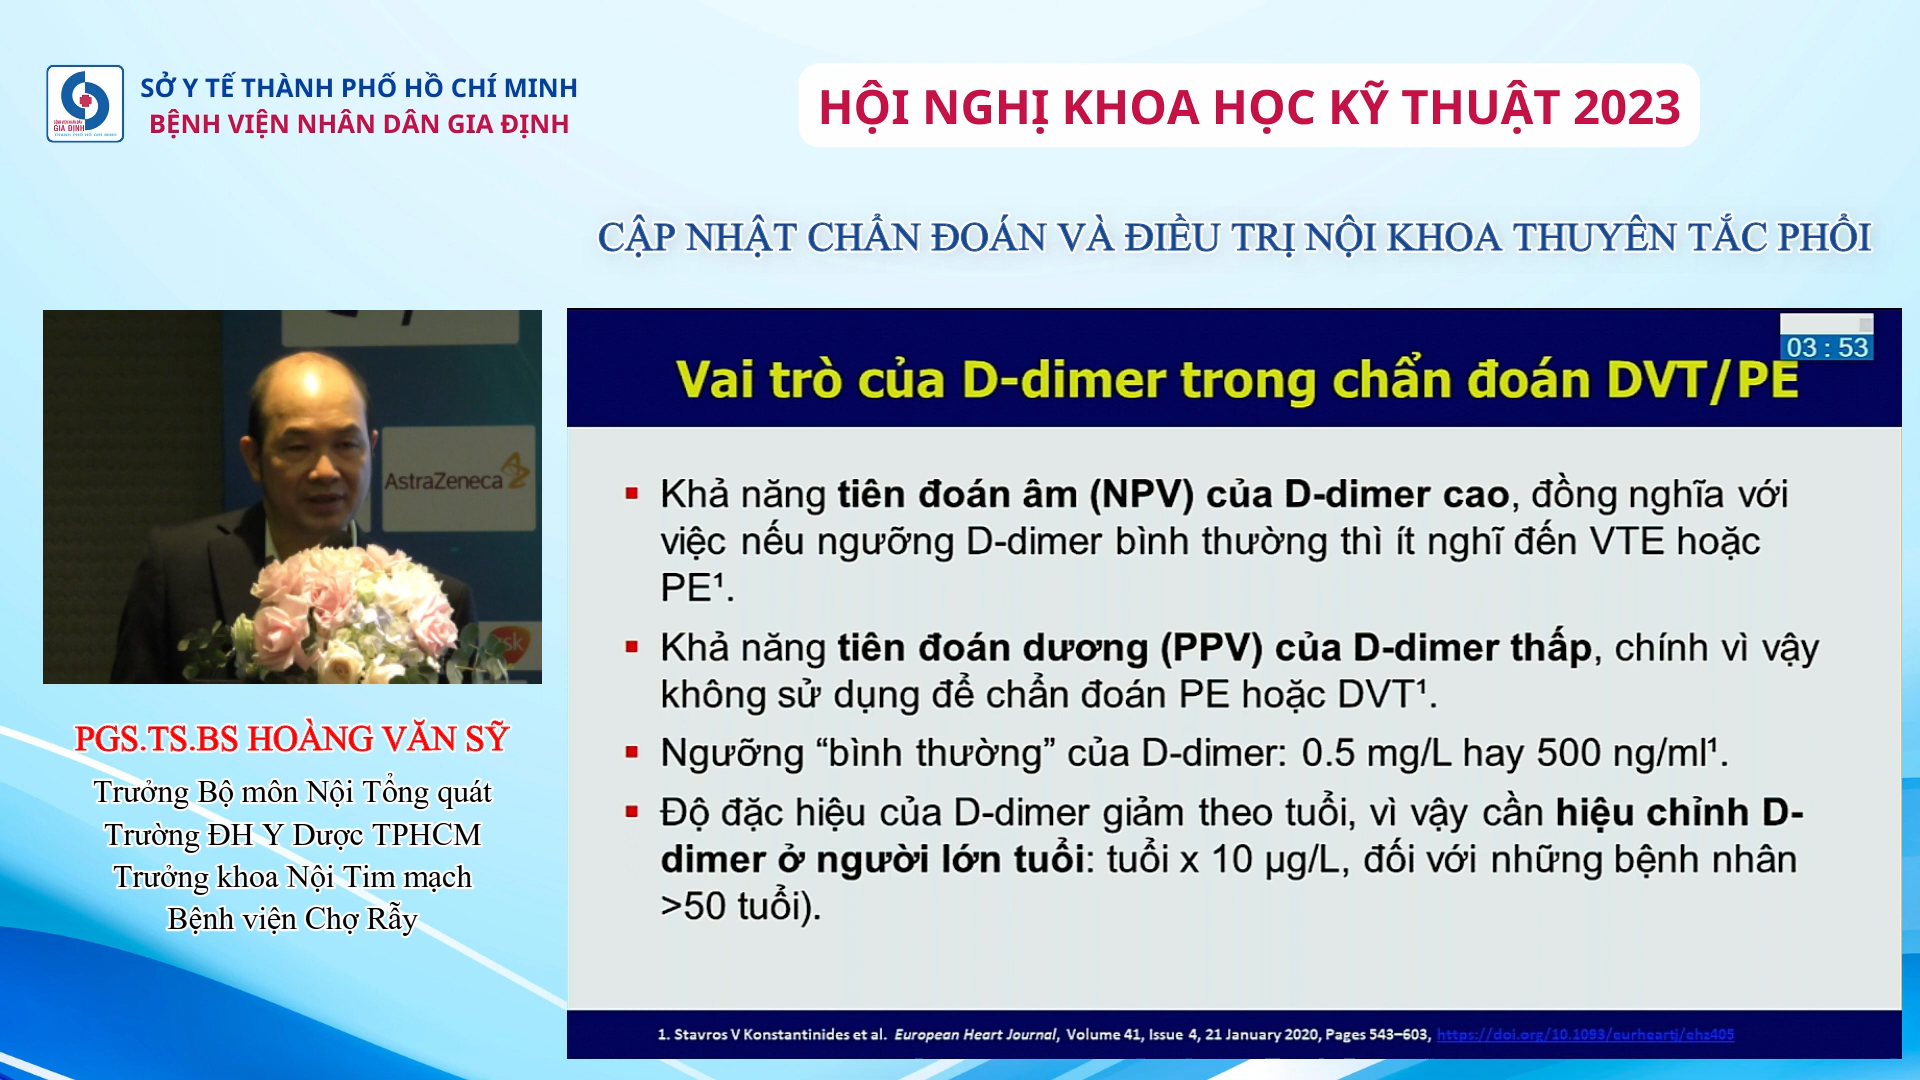 SỞ Y TẾ THÀNH PHỐ HỒ CHÍ MINH
BỆNH VIỆN NHÂN DÂN GIA ĐỊNH
GIA ĐỊNH
HỘI NGHỊ KHOA HỌC KỸ THUẬT 2023
CẬP NHẬT CHẨN ĐOÁN VÀ ĐIỀU TRỊ NỘI KHOA THUYÊN TẮC PHỔI
AstraZeneca
gsk
PGS.TS.BS HOÀNG VĂN SỸ
Trưởng Bộ môn Nội Tổng quát
Trường ĐH Y Dược TPHCM
Trưởng khoa Nội Tim mạch
Bệnh viện Chợ Rẫy
03 : 53
Vai trò của D-dimer trong chẩn đoán DVT/PE
▪ Khả năng tiên đoán âm (NPV) của D-dimer cao, đồng nghĩa với
việc nếu ngưỡng D-dimer bình thường thì ít nghĩ đến VTE hoặc
PE¹.
▪ Khả năng tiên đoán dương (PPV) của D-dimer thấp, chính vì vậy
không sử dụng để chẩn đoán PE hoặc DVT¹.
▪ Ngưỡng “bình thường” của D-dimer: 0.5 mg/L hay 500 ng/ml¹.
▪ Độ đặc hiệu của D-dimer giảm theo tuổi, vì vậy cần hiệu chỉnh D-
dimer ở người lớn tuổi: tuổi x 10 µg/L, đối với những bệnh nhân
>50 tuổi).
1. Stavros V Konstantinides et al. European Heart Journal, Volume 41, Issue 4, 21 January 2020, Pages 543–603, https://doi.org/10.1093/eurheartj/ehz405